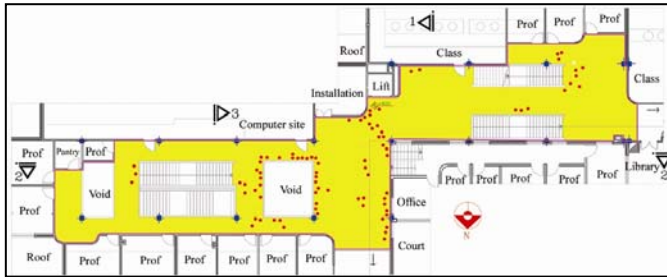 Prof Prof Prof
1
Class
Roof
Lift
Class
Installation
3
Computer site
Prof Pantry Prof
2
Void
Void
Prof
Prof Prof Prof Prof Prof
Library
2
Office
Prof
N
Court
Roof
Prof Prof Prof Prof Prof